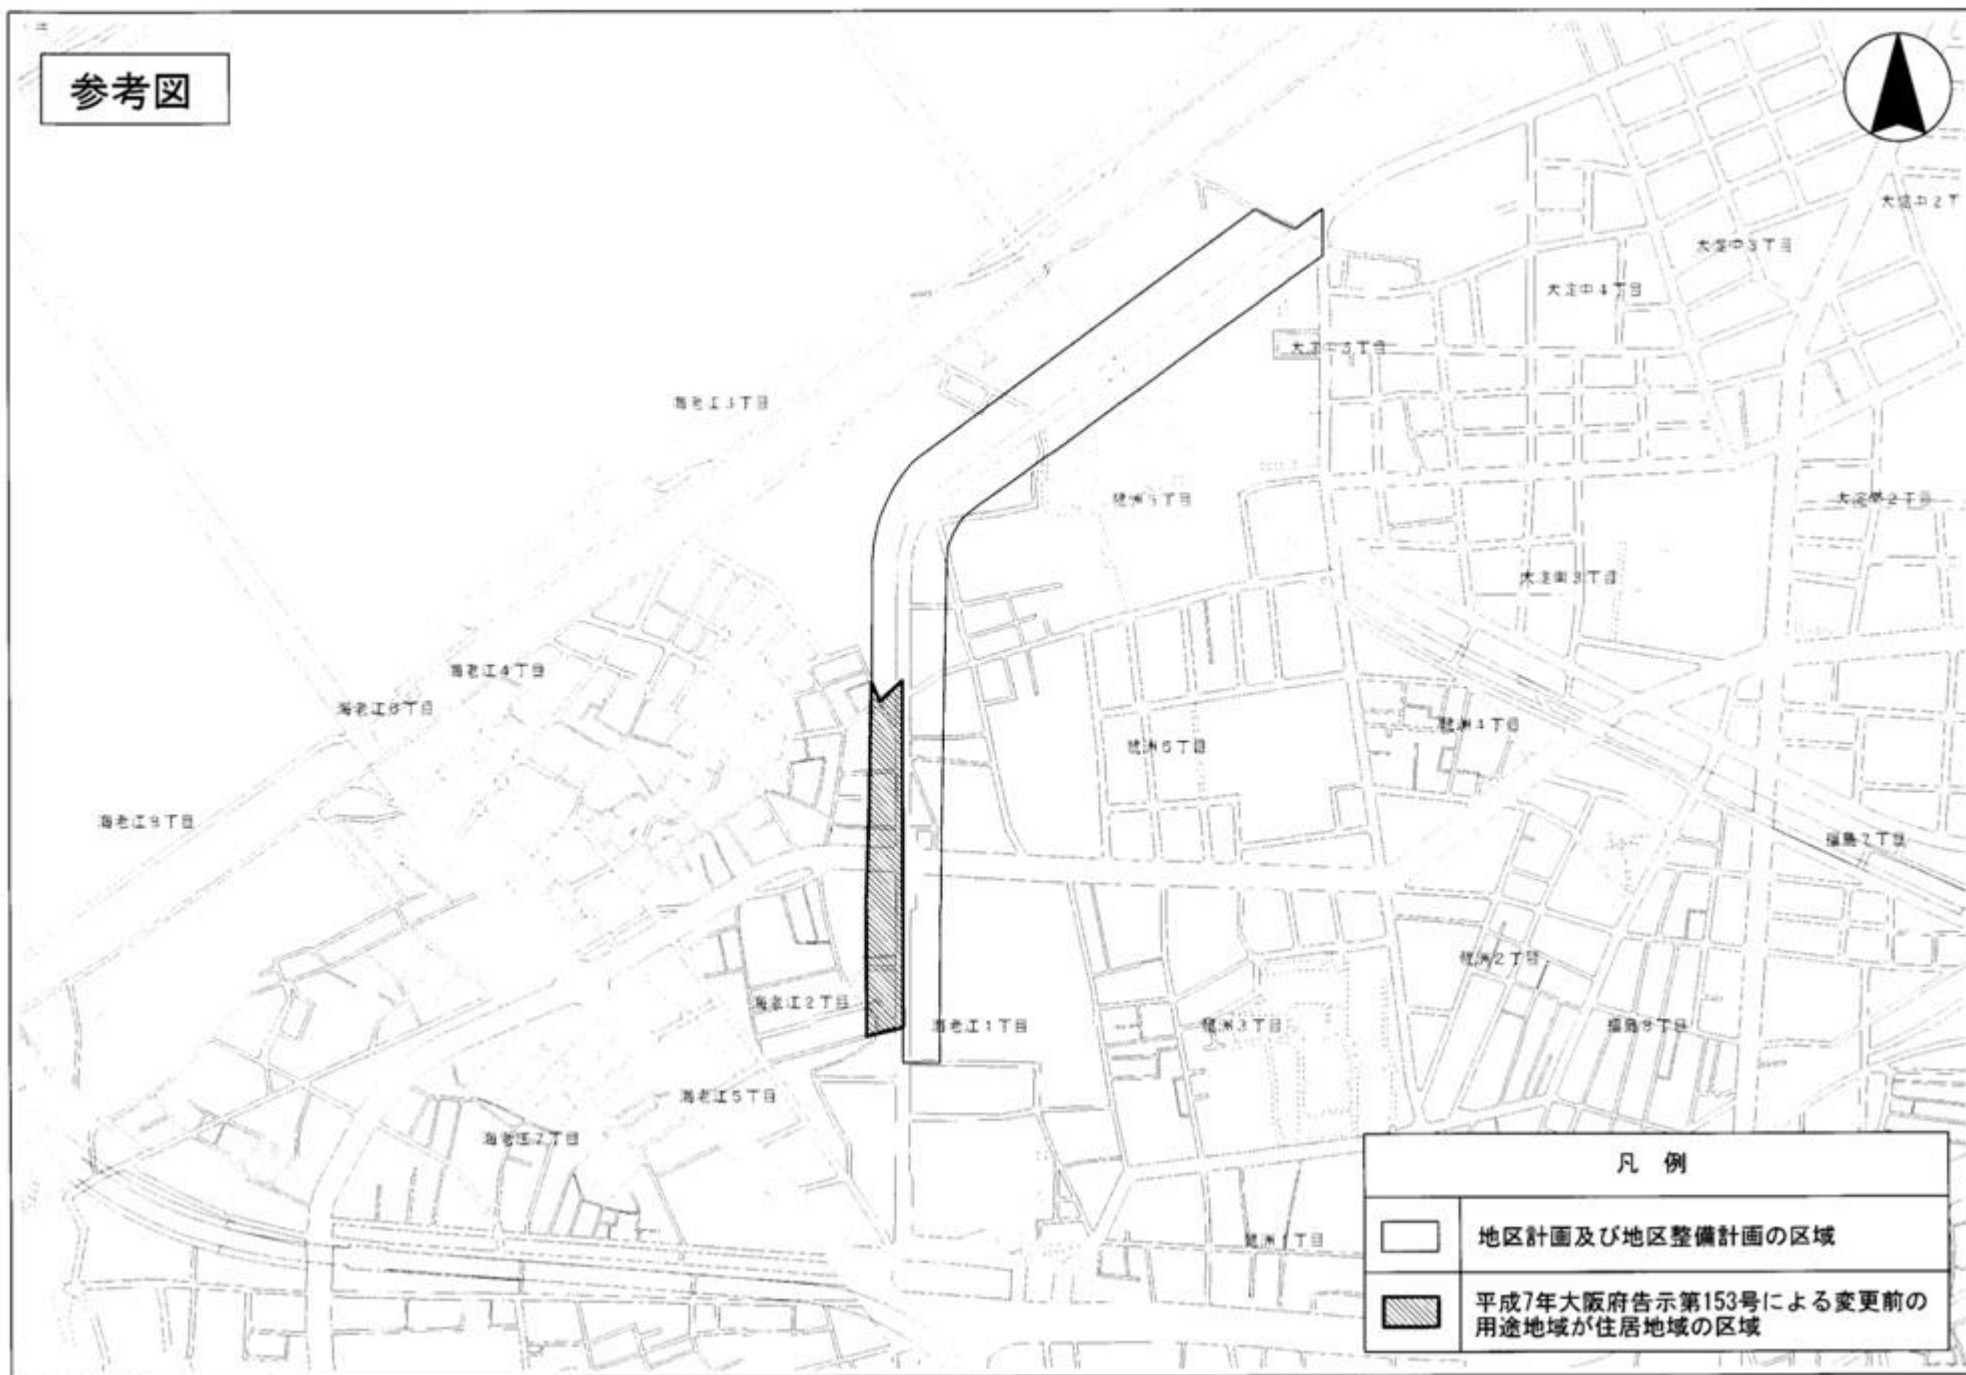 参考図
大淀中2丁
大淀中3丁目
大淀中4丁目
大淀中5丁目
海老江3丁目
鷺洲5丁目
大淀南2丁目
大淀南3丁目
海老江4丁目
海老江6丁目
鷺洲4丁目
鷺洲6丁目
海老江8丁目
福島7丁目
鷺洲2丁目
海老江2丁目
海老江1丁目
鷺洲3丁目
福島8丁目
海老江5丁目
海老江7丁目
鷺洲1丁目
凡例
地区計画及び地区整備計画の区域
平成7年大阪府告示第153号による変更前の
用途地域が住居地域の区域